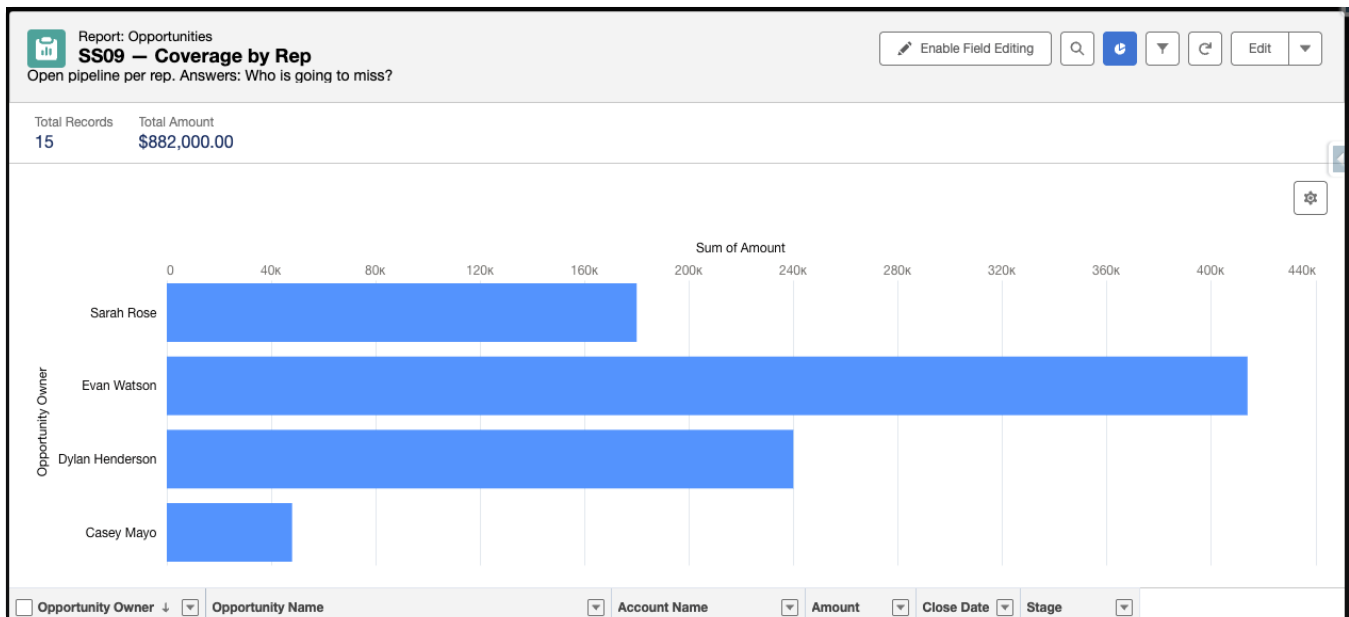 Report: Opportunities
SS09 — Coverage by Rep
Open pipeline per rep. Answers: Who is going to miss?
Enable Field Editing
Edit
Total Records
15
Total Amount
$882,000.00
Sum of Amount
0 40K 80K 120K 160K 200K 240K 280K 320K 360K 400K 440K
Opportunity Owner
Sarah Rose
Evan Watson
Dylan Henderson
Casey Mayo
Opportunity Owner ↓ Opportunity Name Account Name Amount Close Date Stage